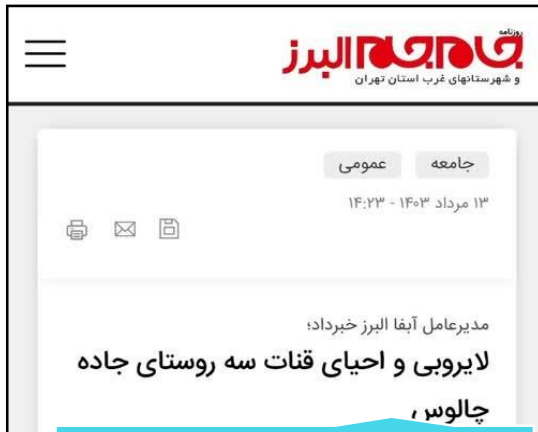 روزنامه
جام‌جم البرز
و شهرستانهای غرب استان تهران
جامعه عمومی
۱۳ مرداد ۱۴۰۳ - ۱۴:۲۳
مدیرعامل آبفا البرز خبرداد؛
لایروبی و احیای قنات سه روستای جاده
چالوس